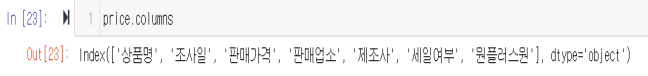 In [23]: 1 price.columns
Out[23]: Index(['상품명', '조사일', '판매가격', '판매업소', '제조사', '세일여부', '원플러스원'], dtype='object')